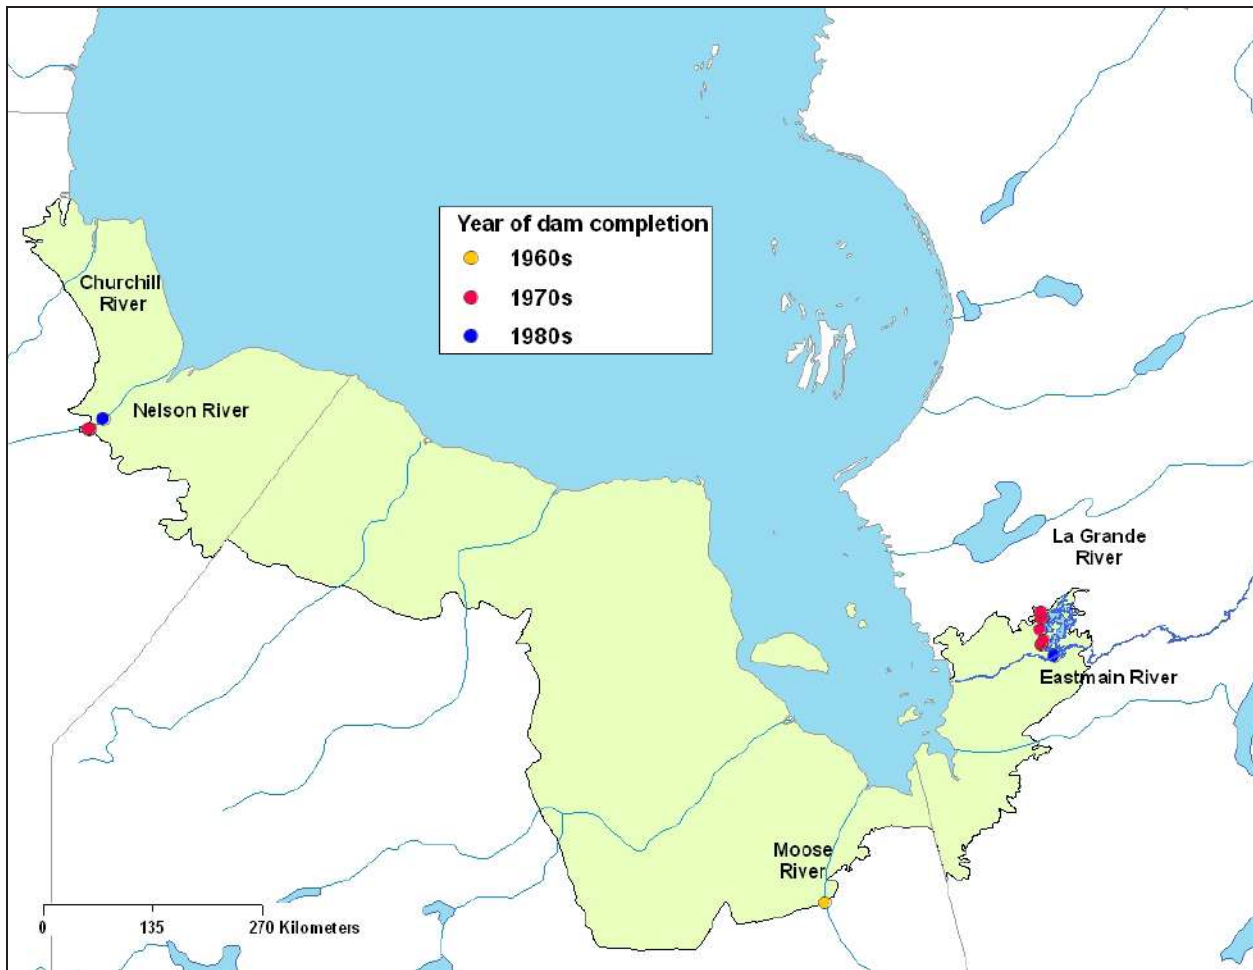 Year of dam completion
1960s
1970s
1980s
Churchill
River
Nelson River
La Grande
River
Eastmain River
Moose
River
0 135 270 Kilometers